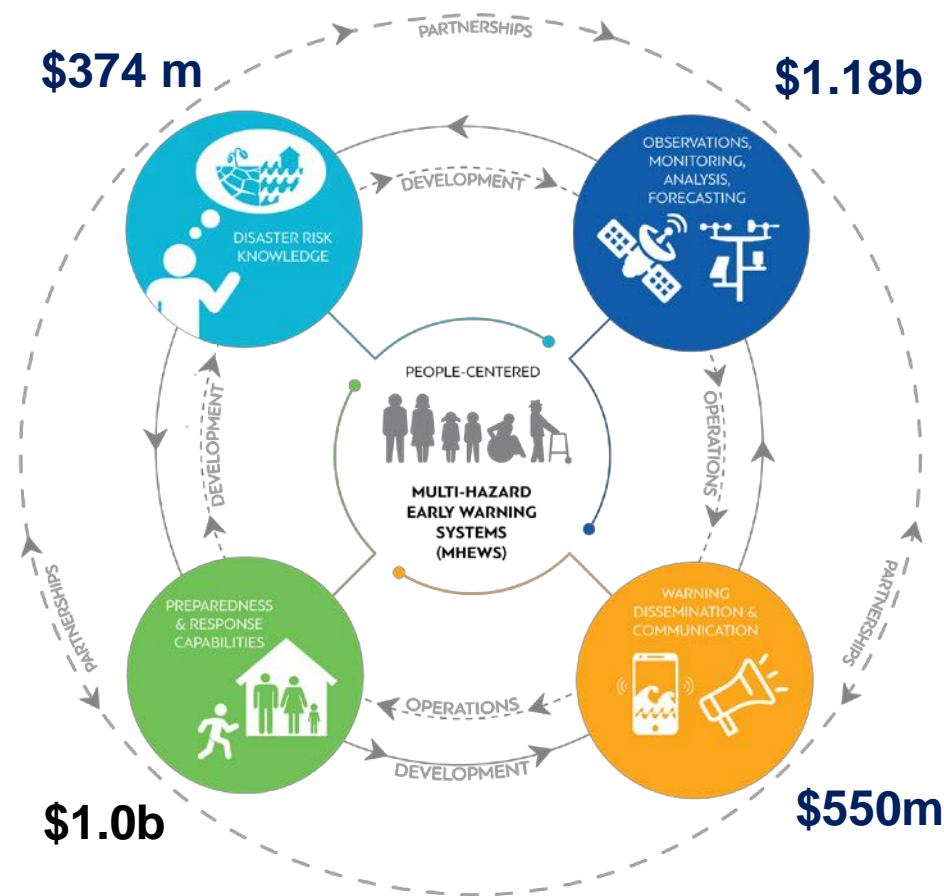 PARTNERSHIPS
$374 m
$1.18b
OBSERVATIONS,
MONITORING,
ANALYSIS,
FORECASTING
DEVELOPMENT
DISASTER RISK
KNOWLEDGE
PEOPLE-CENTERED
DEVELOPMENT
OPERATIONS
MULTI-HAZARD
EARLY WARNING
SYSTEMS
(MHEWS)
PARTNERSHIPS
PARTNERSHIPS
PREPAREDNESS
& RESPONSE
CAPABILITIES
WARNING
DISSEMINATION &
COMMUNICATION
OPERATIONS
DEVELOPMENT
$1.0b
$550m